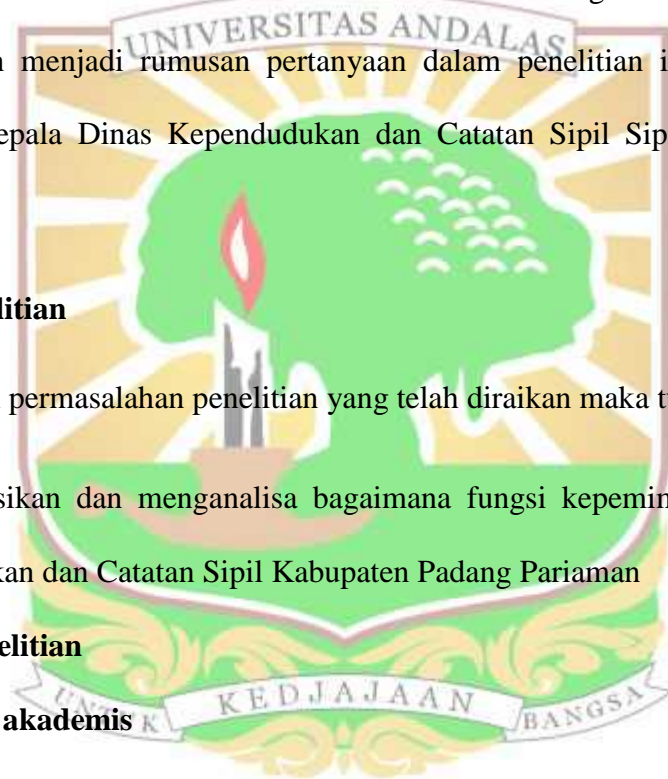 UNIVERSITAS ANDALAS
menjadi rumusan pertanyaan dalam penelitian
epala Dinas Kependudukan dan Catatan Sipil Sip
litian
permasalahan penelitian yang telah diraikan maka t
sikan dan menganalisa bagaimana fungsi kepemin
kan dan Catatan Sipil Kabupaten Padang Pariaman
elitian
akademis
UNTUK KEDJAJAAN BANGSA